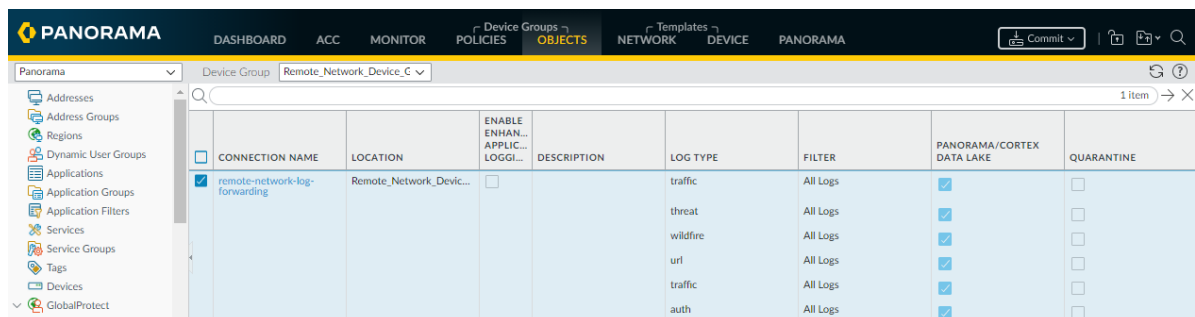 PANORAMA
Device Groups
Templates
DASHBOARD ACC MONITOR POLICIES OBJECTS NETWORK DEVICE PANORAMA
Commit
Panorama
Device Group Remote_Network_Device_G
1 item
Addresses
Address Groups
Regions
Dynamic User Groups
Applications
Application Groups
Application Filters
Services
Service Groups
Tags
Devices
GlobalProtect
CONNECTION NAME
LOCATION
ENABLE
ENHAN...
APPLIC...
LOGGI...
DESCRIPTION
LOG TYPE
FILTER
PANORAMA/CORTEX
DATA LAKE
QUARANTINE
remote-network-log-
forwarding
Remote_Network_Devic...
traffic All Logs
threat All Logs
wildfire All Logs
url All Logs
traffic All Logs
auth All Logs